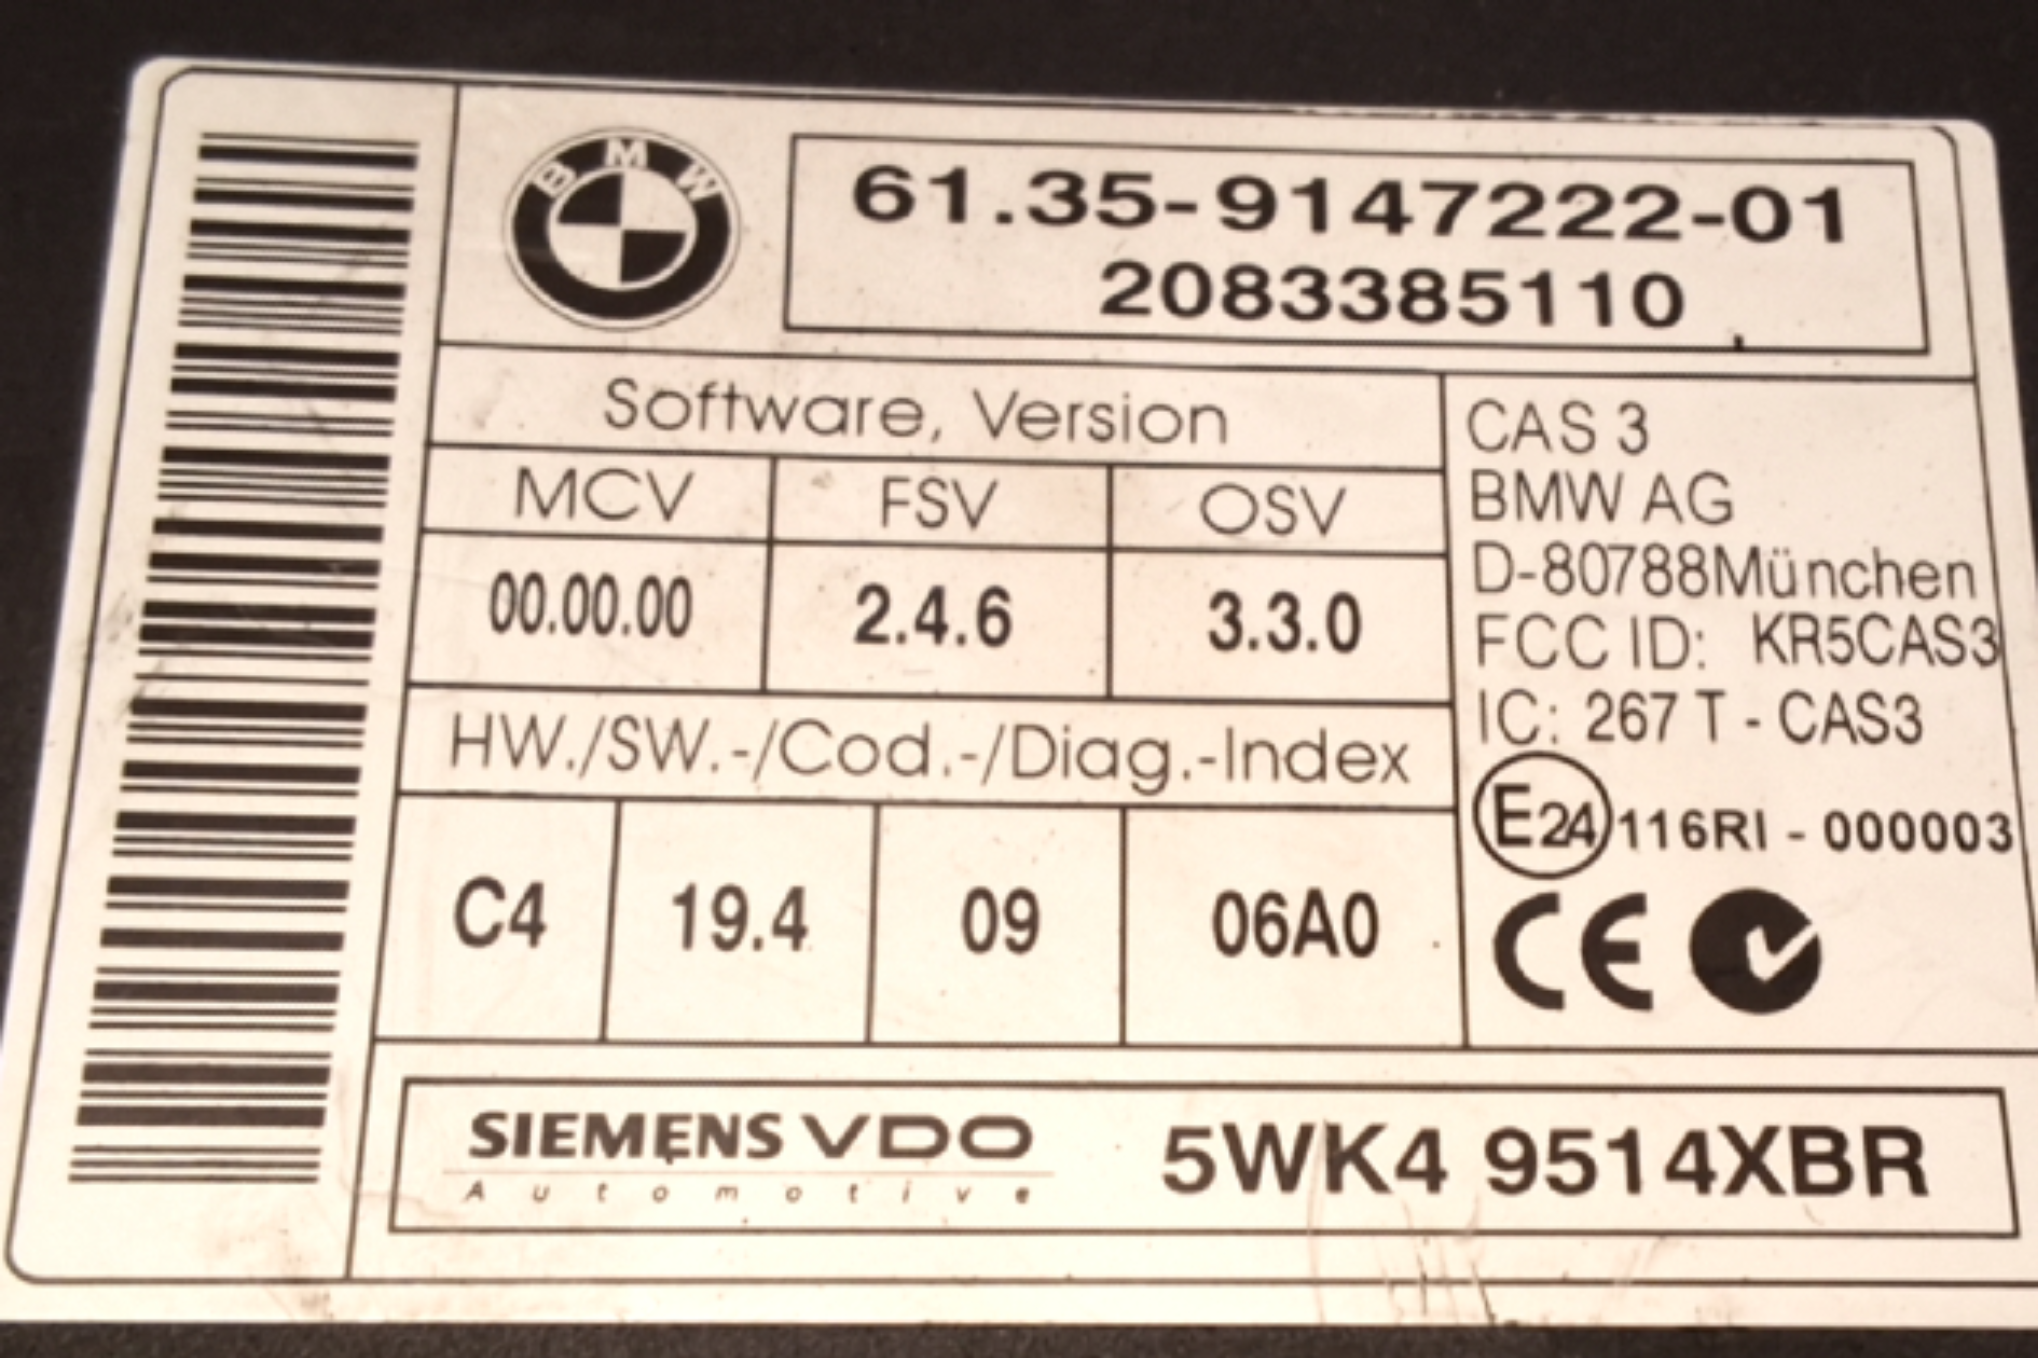 BMW
61.35-9147222-01
2083385110
Software, Version
MCV FSV OSV
00.00.00 2.4.6 3.3.0
HW./SW.-/Cod.-/Diag.-Index
C4 19.4 09 06A0
CAS 3
BMW AG
D-80788München
FCC ID: KR5CAS3
IC: 267 T - CAS3
E24 116RI - 000003
CE
SIEMENS VDO
Automotive
5WK4 9514XBR